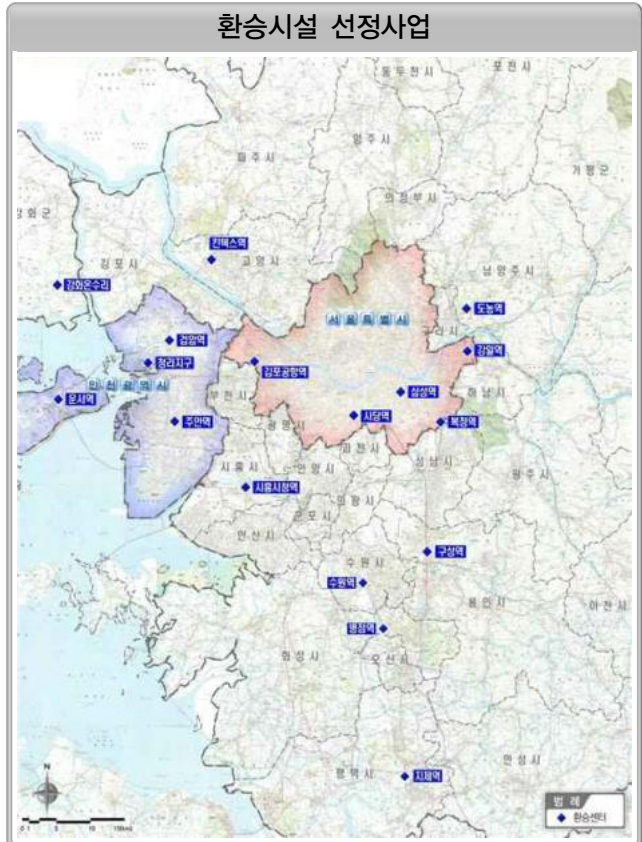 환승시설 선정사업
동두천시
포천시
양주시
파주시
가평군
의정부시
강화군
킨텍스역
김포시
고양시
남양주시
강화온수리
도농역
서울특별시
구리시
검암역
강일역
청라지구
김포공항역
인천광역시
부천시
삼성역
하남시
운서역
사당역
주안역
복정역
광명시
과천시
시흥시
안양시
성남시
광주시
시흥시청역
의왕시
군포시
안산시
수원시
구성역
수원역
용인시
이천시
병점역
화성시
오산시
평택시
지제역
안성시
N
범례
환승센터
0 1 5 10 15km